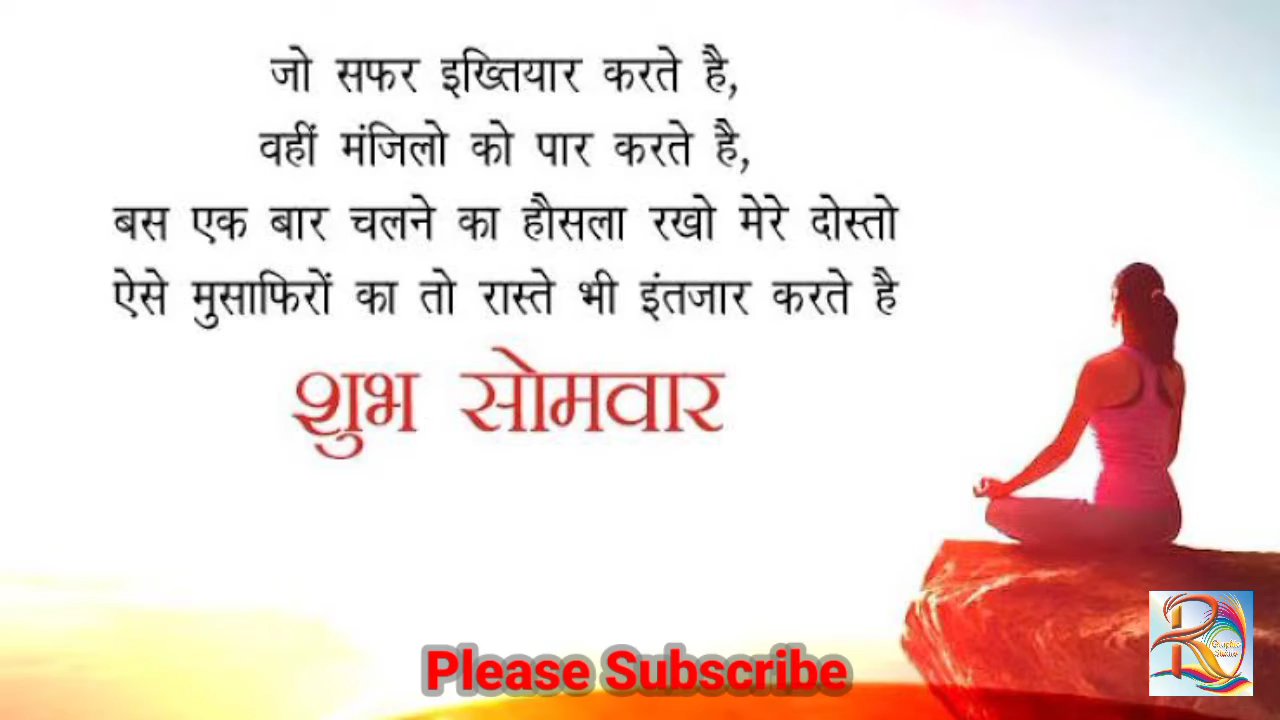 जो सफर इख्तियार करते है,
वहीं मंजिलो को पार करते है,
बस एक बार चलने का हौसला रखो मेरे दोस्तो
ऐसे मुसाफिरों का तो रास्ते भी इंतजार करते है
शुभ सोमवार
Please Subscribe